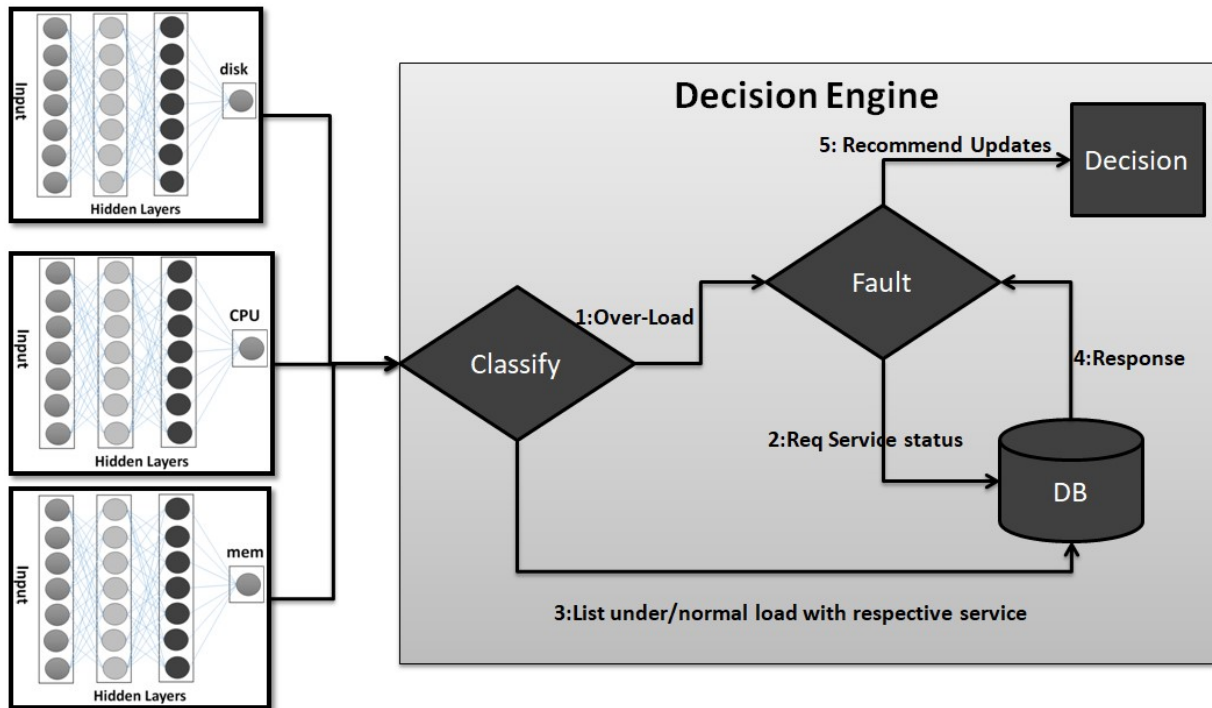 disk
Input
Hidden Layers
CPU
Input
Hidden Layers
mem
Input
Hidden Layers
Decision Engine
5: Recommend Updates
Decision
Fault
1:Over-Load
Classify
4:Response
2:Req Service status
DB
3:List under/normal load with respective service